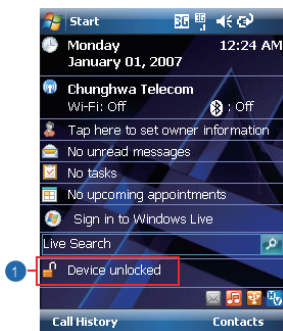 Start
3G
Monday 12:24 AM
January 01, 2007
Chunghwa Telecom
Wi-Fi: Off : Off
Tap here to set owner information
No unread messages
No tasks
No upcoming appointments
Sign in to Windows Live
Live Search
1 Device unlocked
Call History Contacts